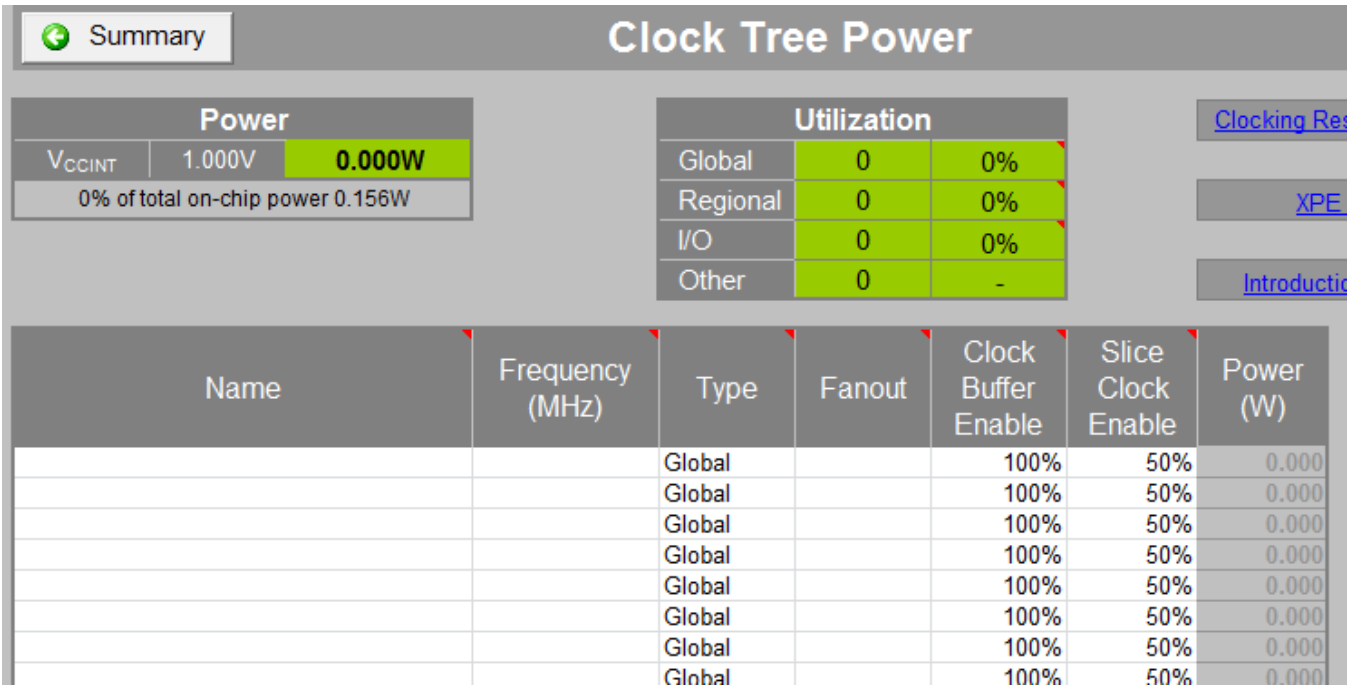 Summary
Clock Tree Power
Power
VCCINT 1.000V 0.000W
0% of total on-chip power 0.156W
Utilization
Global 0 0%
Regional 0 0%
I/O 0 0%
Other 0 -
Clocking Res
XPE
Introductio
Name Frequency (MHz) Type Fanout Clock Buffer Enable Slice Clock Enable Power (W)
Global 100% 50% 0.000
Global 100% 50% 0.000
Global 100% 50% 0.000
Global 100% 50% 0.000
Global 100% 50% 0.000
Global 100% 50% 0.000
Global 100% 50% 0.000
Global 100% 50% 0.000